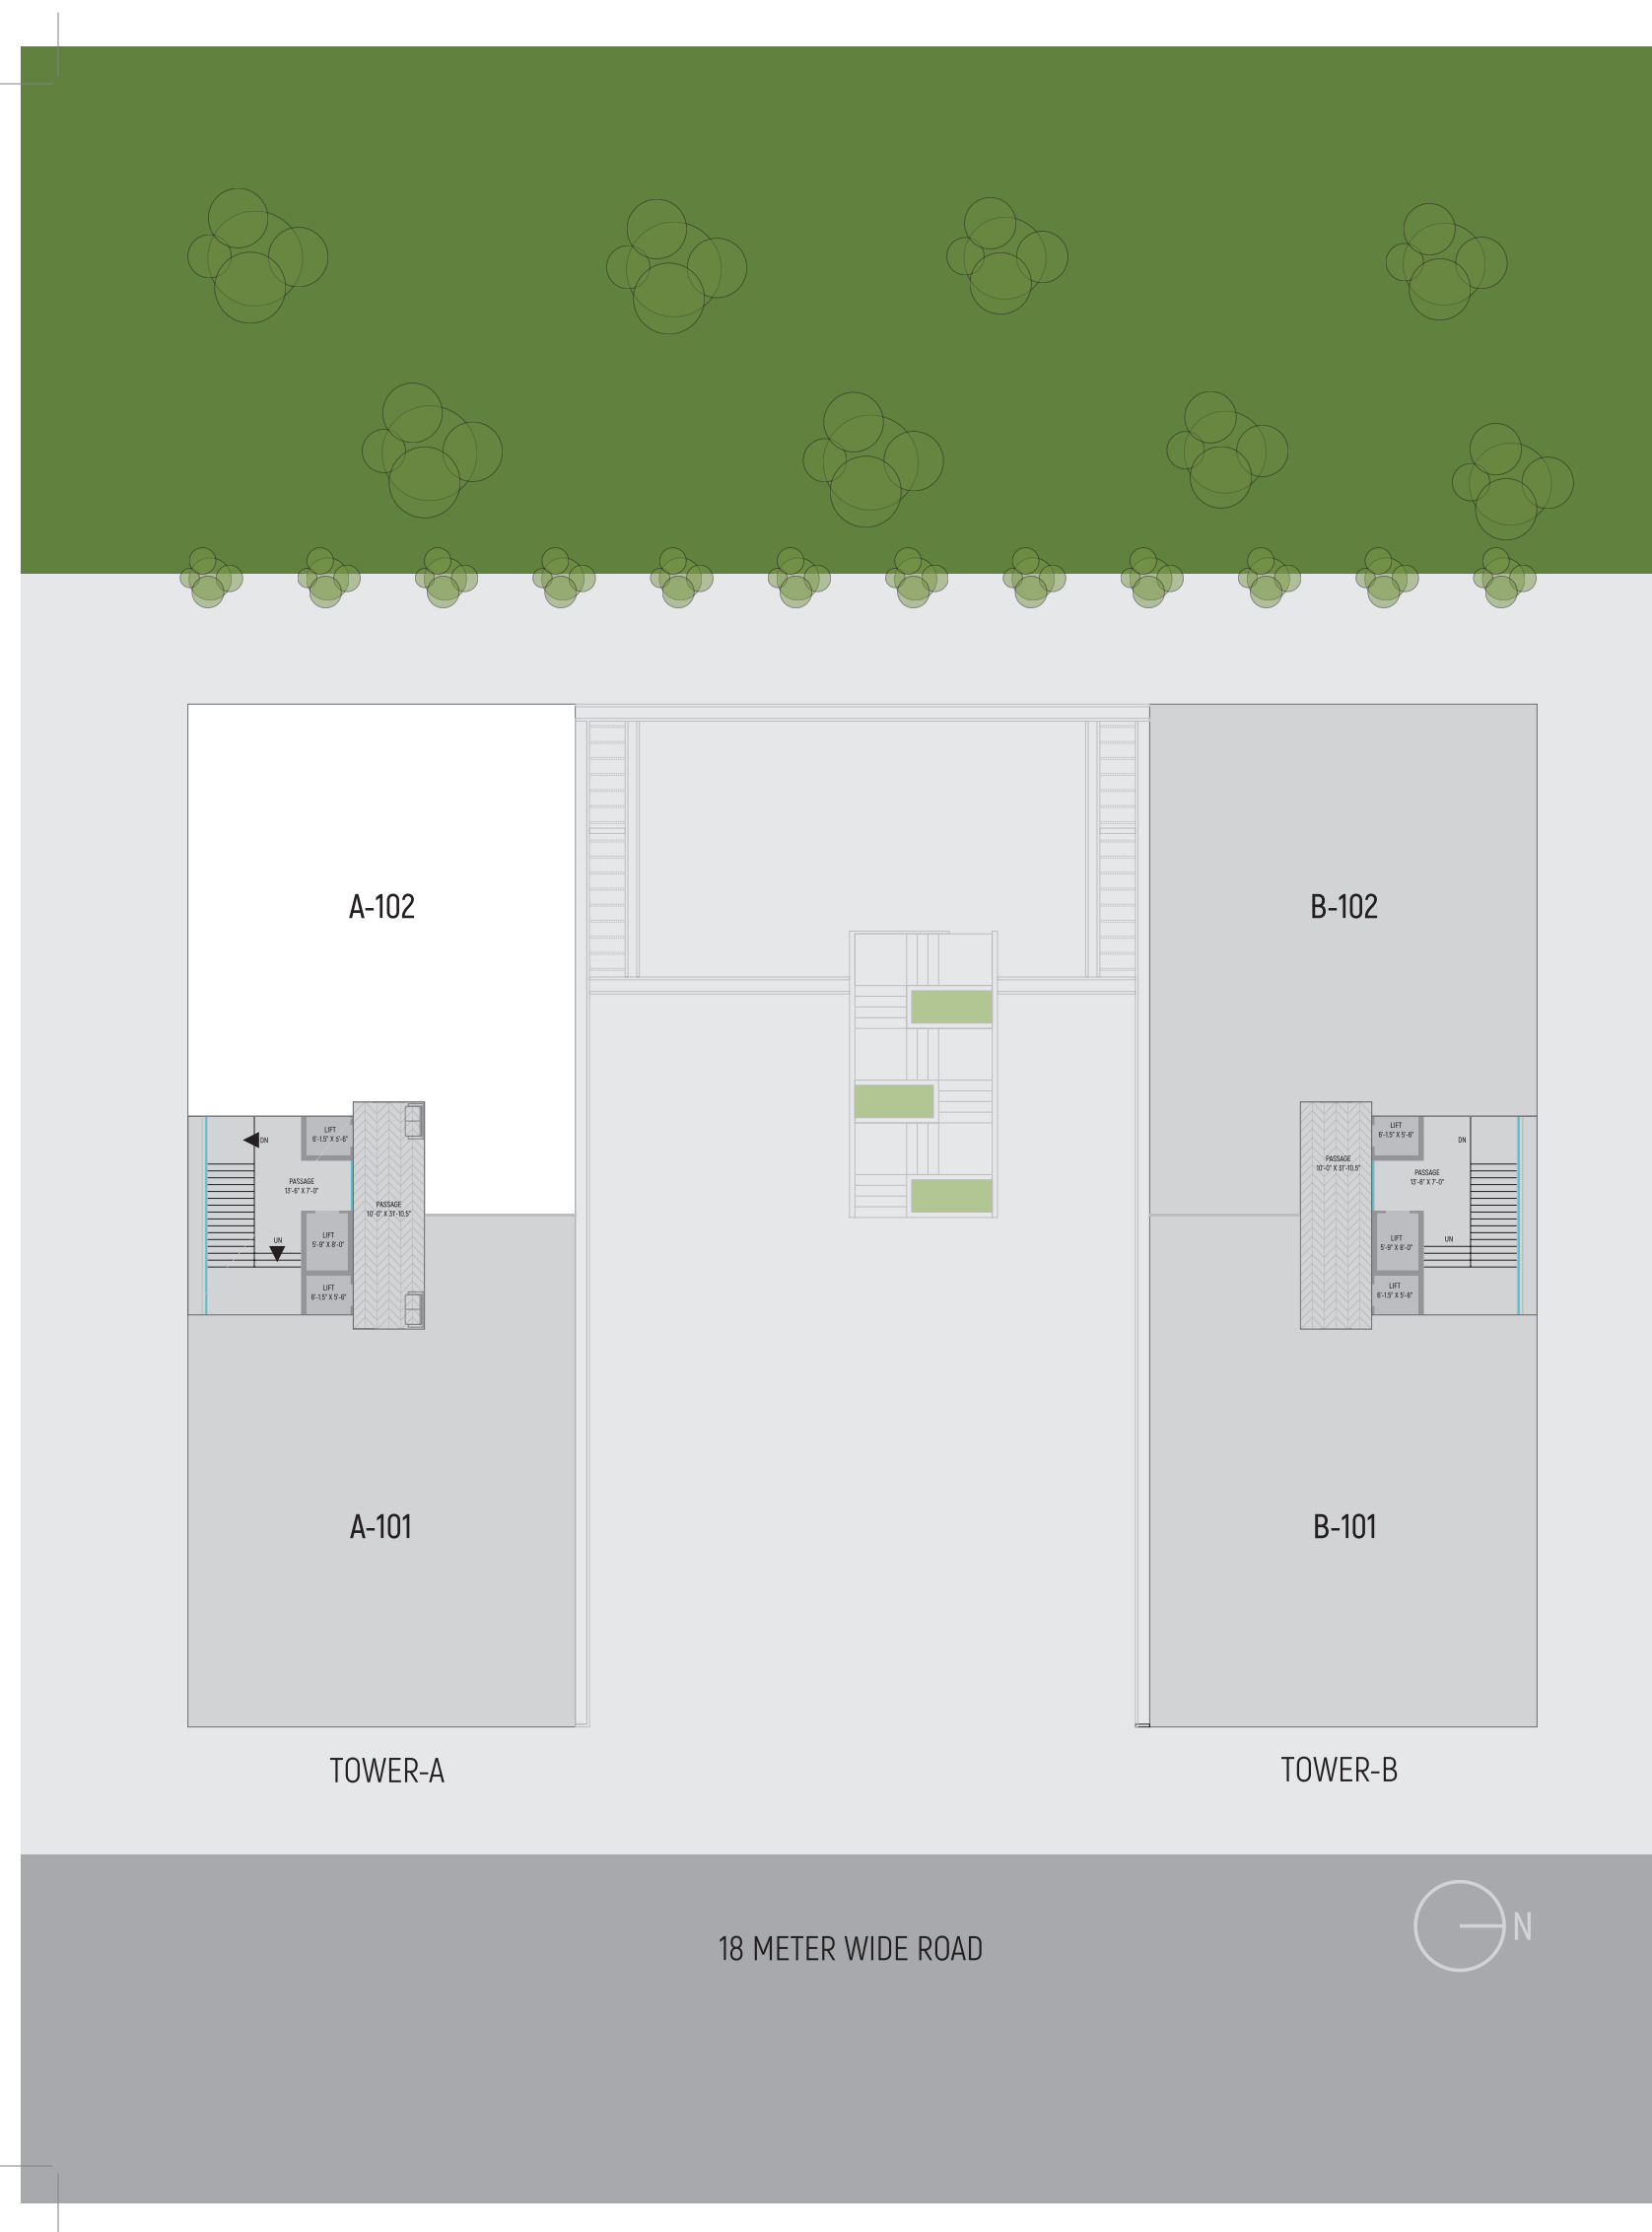 A-102
B-102
LIFT
6'-1.5" X 5'-6"
DN
PASSAGE
13'-6" X 7'-0"
PASSAGE
10'-0" X 31'-10.5"
UN
LIFT
5'-9" X 8'-0"
LIFT
6'-1.5" X 5'-6"
LIFT
6'-1.5" X 5'-6"
DN
PASSAGE
10'-0" X 31'-10.5"
PASSAGE
13'-6" X 7'-0"
LIFT
5'-9" X 8'-0"
UN
LIFT
6'-1.5" X 5'-6"
A-101
B-101
TOWER-A
TOWER-B
18 METER WIDE ROAD
N